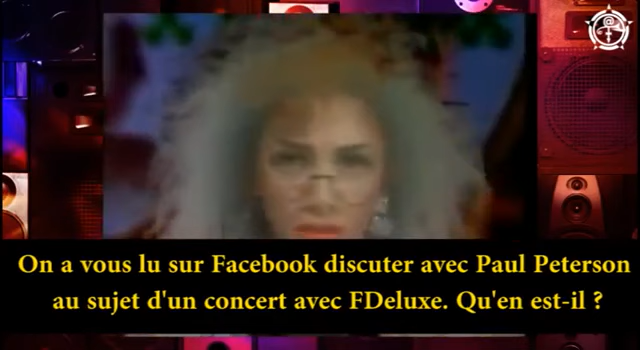 On a vous lu sur Facebook discuter avec Paul Peterson
au sujet d'un concert avec FDeluxe. Qu'en est-il ?